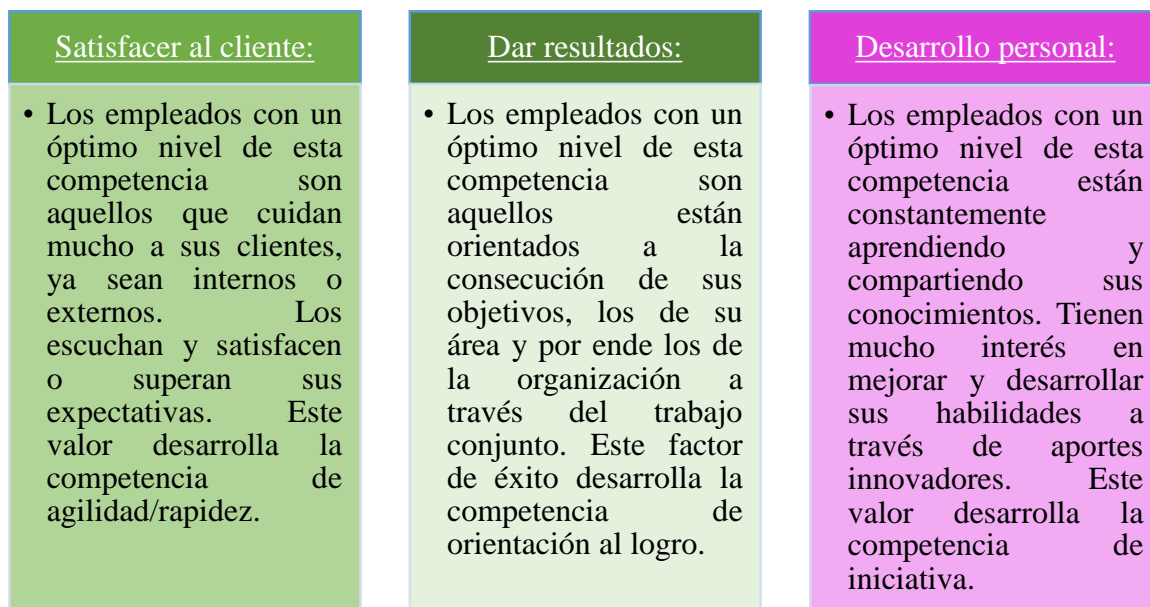 Satisfacer al cliente:
• Los empleados con un
óptimo nivel de esta
competencia son
aquellos que cuidan
mucho a sus clientes,
ya sean internos o
externos. Los
escuchan y satisfacen
o superan sus
expectativas. Este
valor desarrolla la
competencia de
agilidad/rapidez.
Dar resultados:
• Los empleados con un
óptimo nivel de esta
competencia son
aquellos están
orientados a la
consecución de sus
objetivos, los de su
área y por ende los de
la organización a
través del trabajo
conjunto. Este factor
de éxito desarrolla la
competencia de
orientación al logro.
Desarrollo personal:
• Los empleados con un
óptimo nivel de esta
competencia están
constantemente
aprendiendo y
compartiendo sus
conocimientos. Tienen
mucho interés en
mejorar y desarrollar
sus habilidades a
través de aportes
innovadores. Este
valor desarrolla la
competencia de
iniciativa.